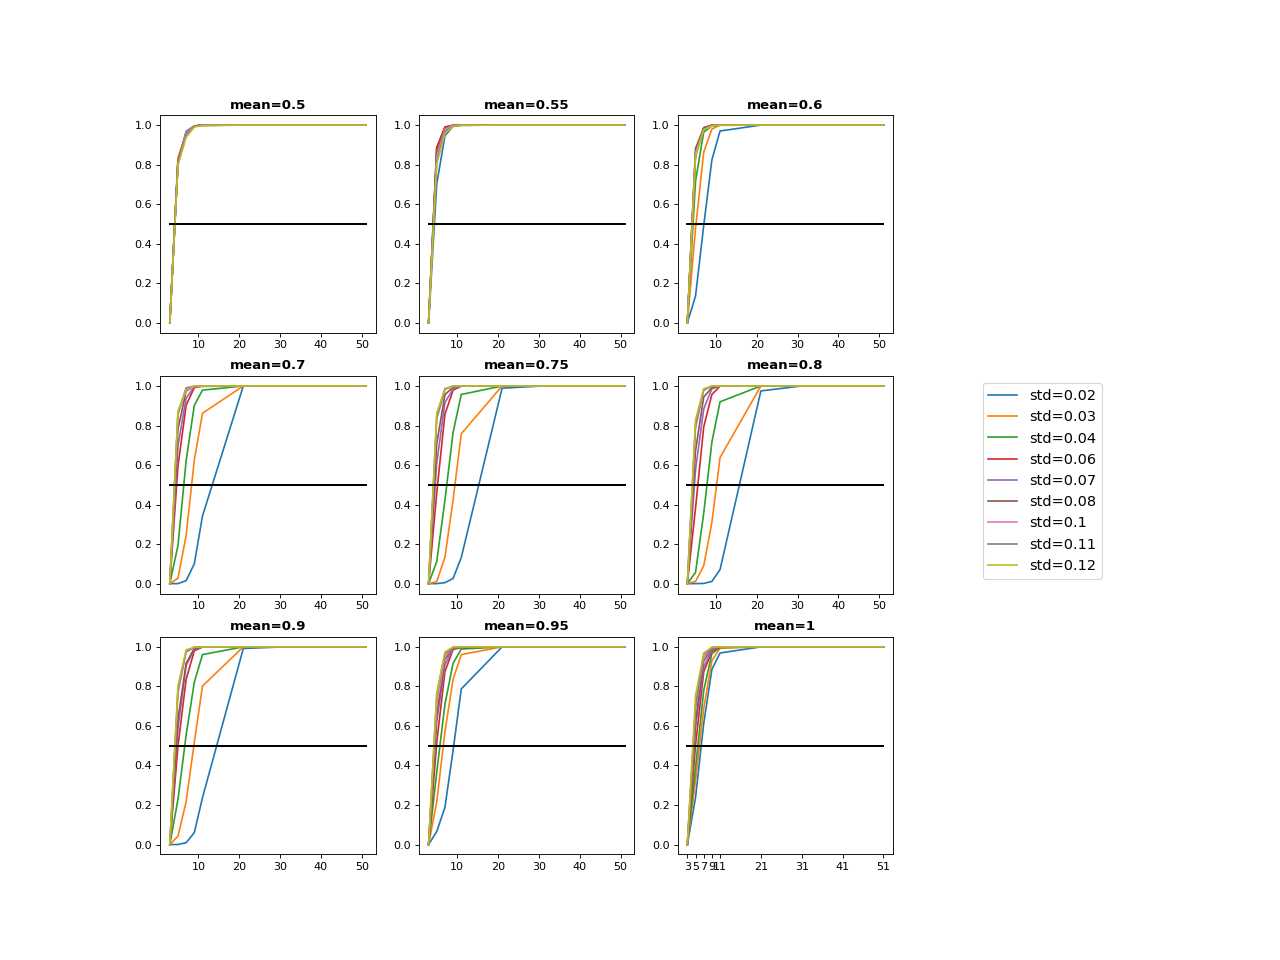 mean=0.5 mean=0.55 mean=0.6
1.0 1.0 1.0
0.8 0.8 0.8
0.6 0.6 0.6
0.4 0.4 0.4
0.2 0.2 0.2
0.0 0.0 0.0
10 20 30 40 50 10 20 30 40 50 10 20 30 40 50
mean=0.7 mean=0.75 mean=0.8
1.0 1.0 1.0
0.8 0.8 0.8
0.6 0.6 0.6
0.4 0.4 0.4
0.2 0.2 0.2
0.0 0.0 0.0
10 20 30 40 50 10 20 30 40 50 10 20 30 40 50
std=0.02
std=0.03
std=0.04
std=0.06
std=0.07
std=0.08
std=0.1
std=0.11
std=0.12
mean=0.9 mean=0.95 mean=1
1.0 1.0 1.0
0.8 0.8 0.8
0.6 0.6 0.6
0.4 0.4 0.4
0.2 0.2 0.2
0.0 0.0 0.0
10 20 30 40 50 10 20 30 40 50 3 5 7 9 11 21 31 41 51